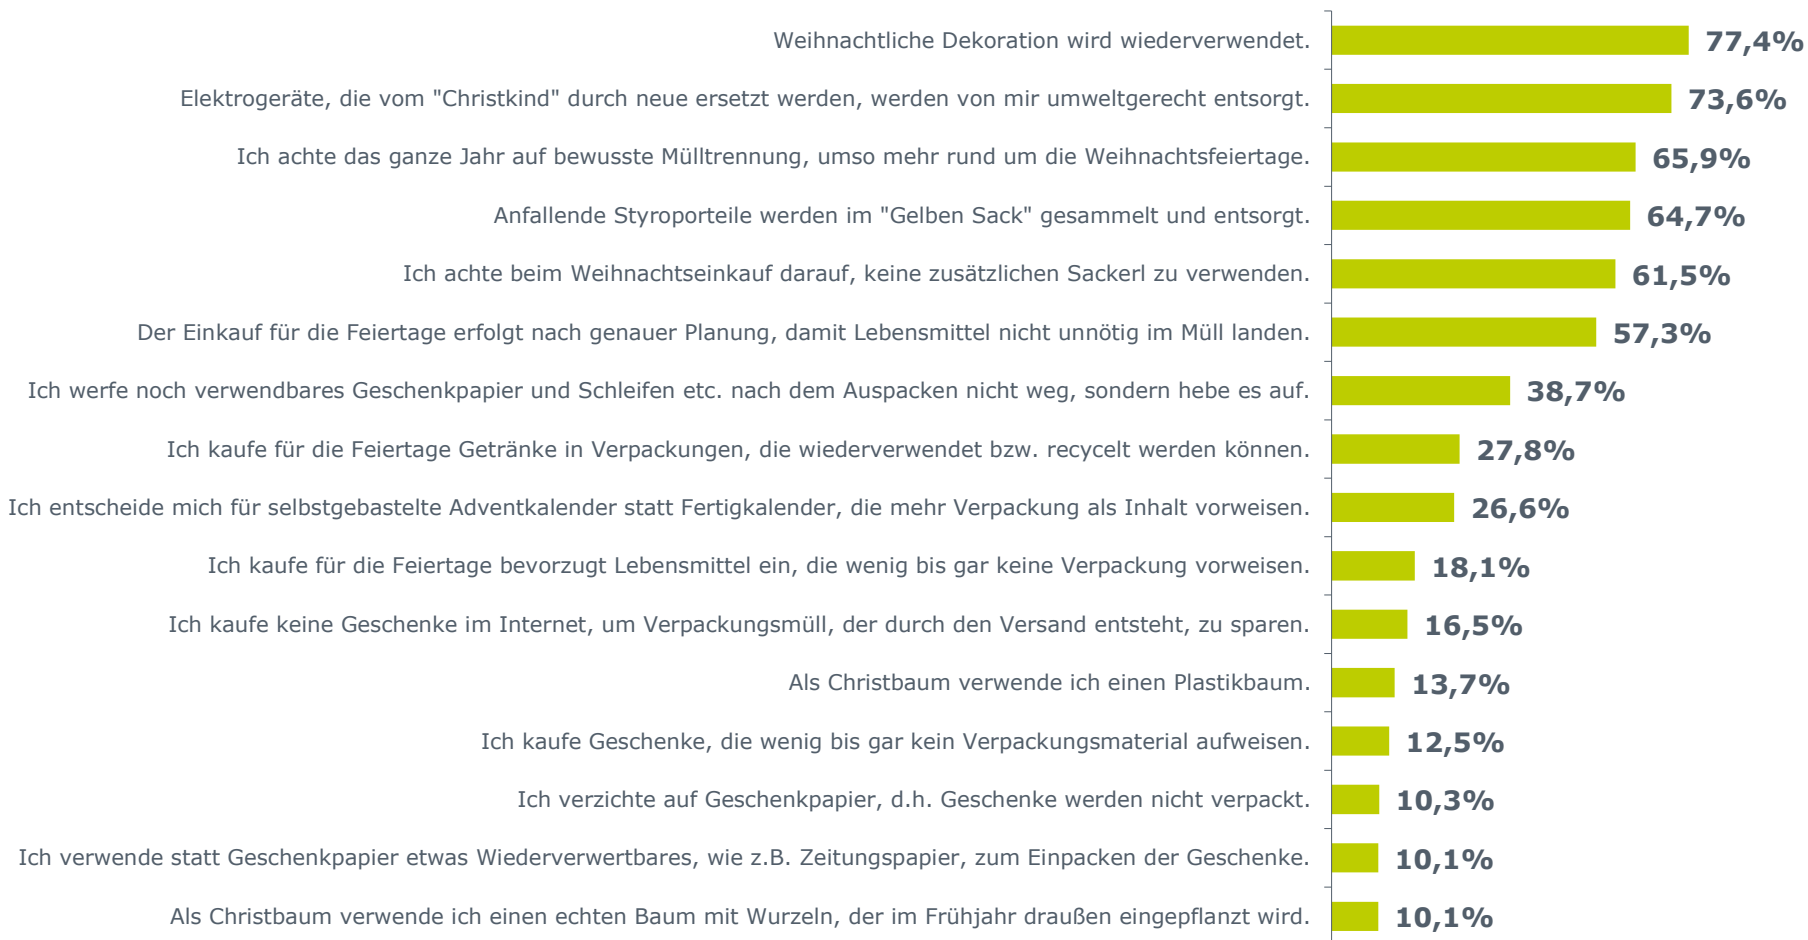 Weihnachtliche Dekoration wird wiederverwendet. 77,4%
Elektrogeräte, die vom "Christkind" durch neue ersetzt werden, werden von mir umweltgerecht entsorgt. 73,6%
Ich achte das ganze Jahr auf bewusste Mülltrennung, umso mehr rund um die Weihnachtsfeiertage. 65,9%
Anfallende Styroporteile werden im "Gelben Sack" gesammelt und entsorgt. 64,7%
Ich achte beim Weihnachtseinkauf darauf, keine zusätzlichen Sackerl zu verwenden. 61,5%
Der Einkauf für die Feiertage erfolgt nach genauer Planung, damit Lebensmittel nicht unnötig im Müll landen. 57,3%
Ich werfe noch verwendbares Geschenkpapier und Schleifen etc. nach dem Auspacken nicht weg, sondern hebe es auf. 38,7%
Ich kaufe für die Feiertage Getränke in Verpackungen, die wiederverwendet bzw. recycelt werden können. 27,8%
Ich entscheide mich für selbstgebastelte Adventkalender statt Fertigkalender, die mehr Verpackung als Inhalt vorweisen. 26,6%
Ich kaufe für die Feiertage bevorzugt Lebensmittel ein, die wenig bis gar keine Verpackung vorweisen. 18,1%
Ich kaufe keine Geschenke im Internet, um Verpackungsmüll, der durch den Versand entsteht, zu sparen. 16,5%
Als Christbaum verwende ich einen Plastikbaum. 13,7%
Ich kaufe Geschenke, die wenig bis gar kein Verpackungsmaterial aufweisen. 12,5%
Ich verzichte auf Geschenkpapier, d.h. Geschenke werden nicht verpackt. 10,3%
Ich verwende statt Geschenkpapier etwas Wiederverwertbares, wie z.B. Zeitungspapier, zum Einpacken der Geschenke. 10,1%
Als Christbaum verwende ich einen echten Baum mit Wurzeln, der im Frühjahr draußen eingepflanzt wird. 10,1%